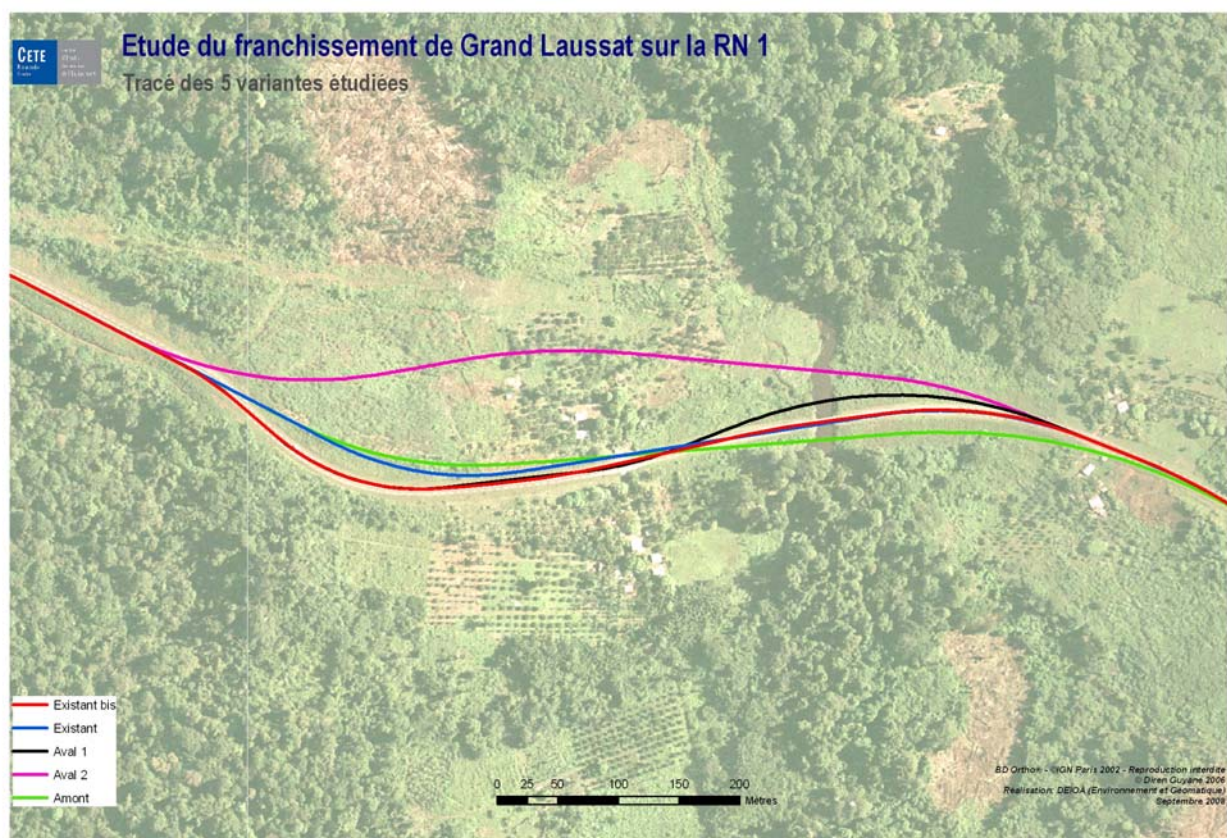 Etude du franchissement de Grand Laussat sur la RN 1
CETE
Tracé des 5 variantes étudiées
Existant bis
Existant
Aval 1
Aval 2
Amont
0 25 50 100 150 200
Mètres
BD Ortho® - ©IGN Paris 2002 - Reproduction interdite
© Diren Guyane 2006
Réalisation: DEIOA (Environnement et Géomatique)
Septembre 2008